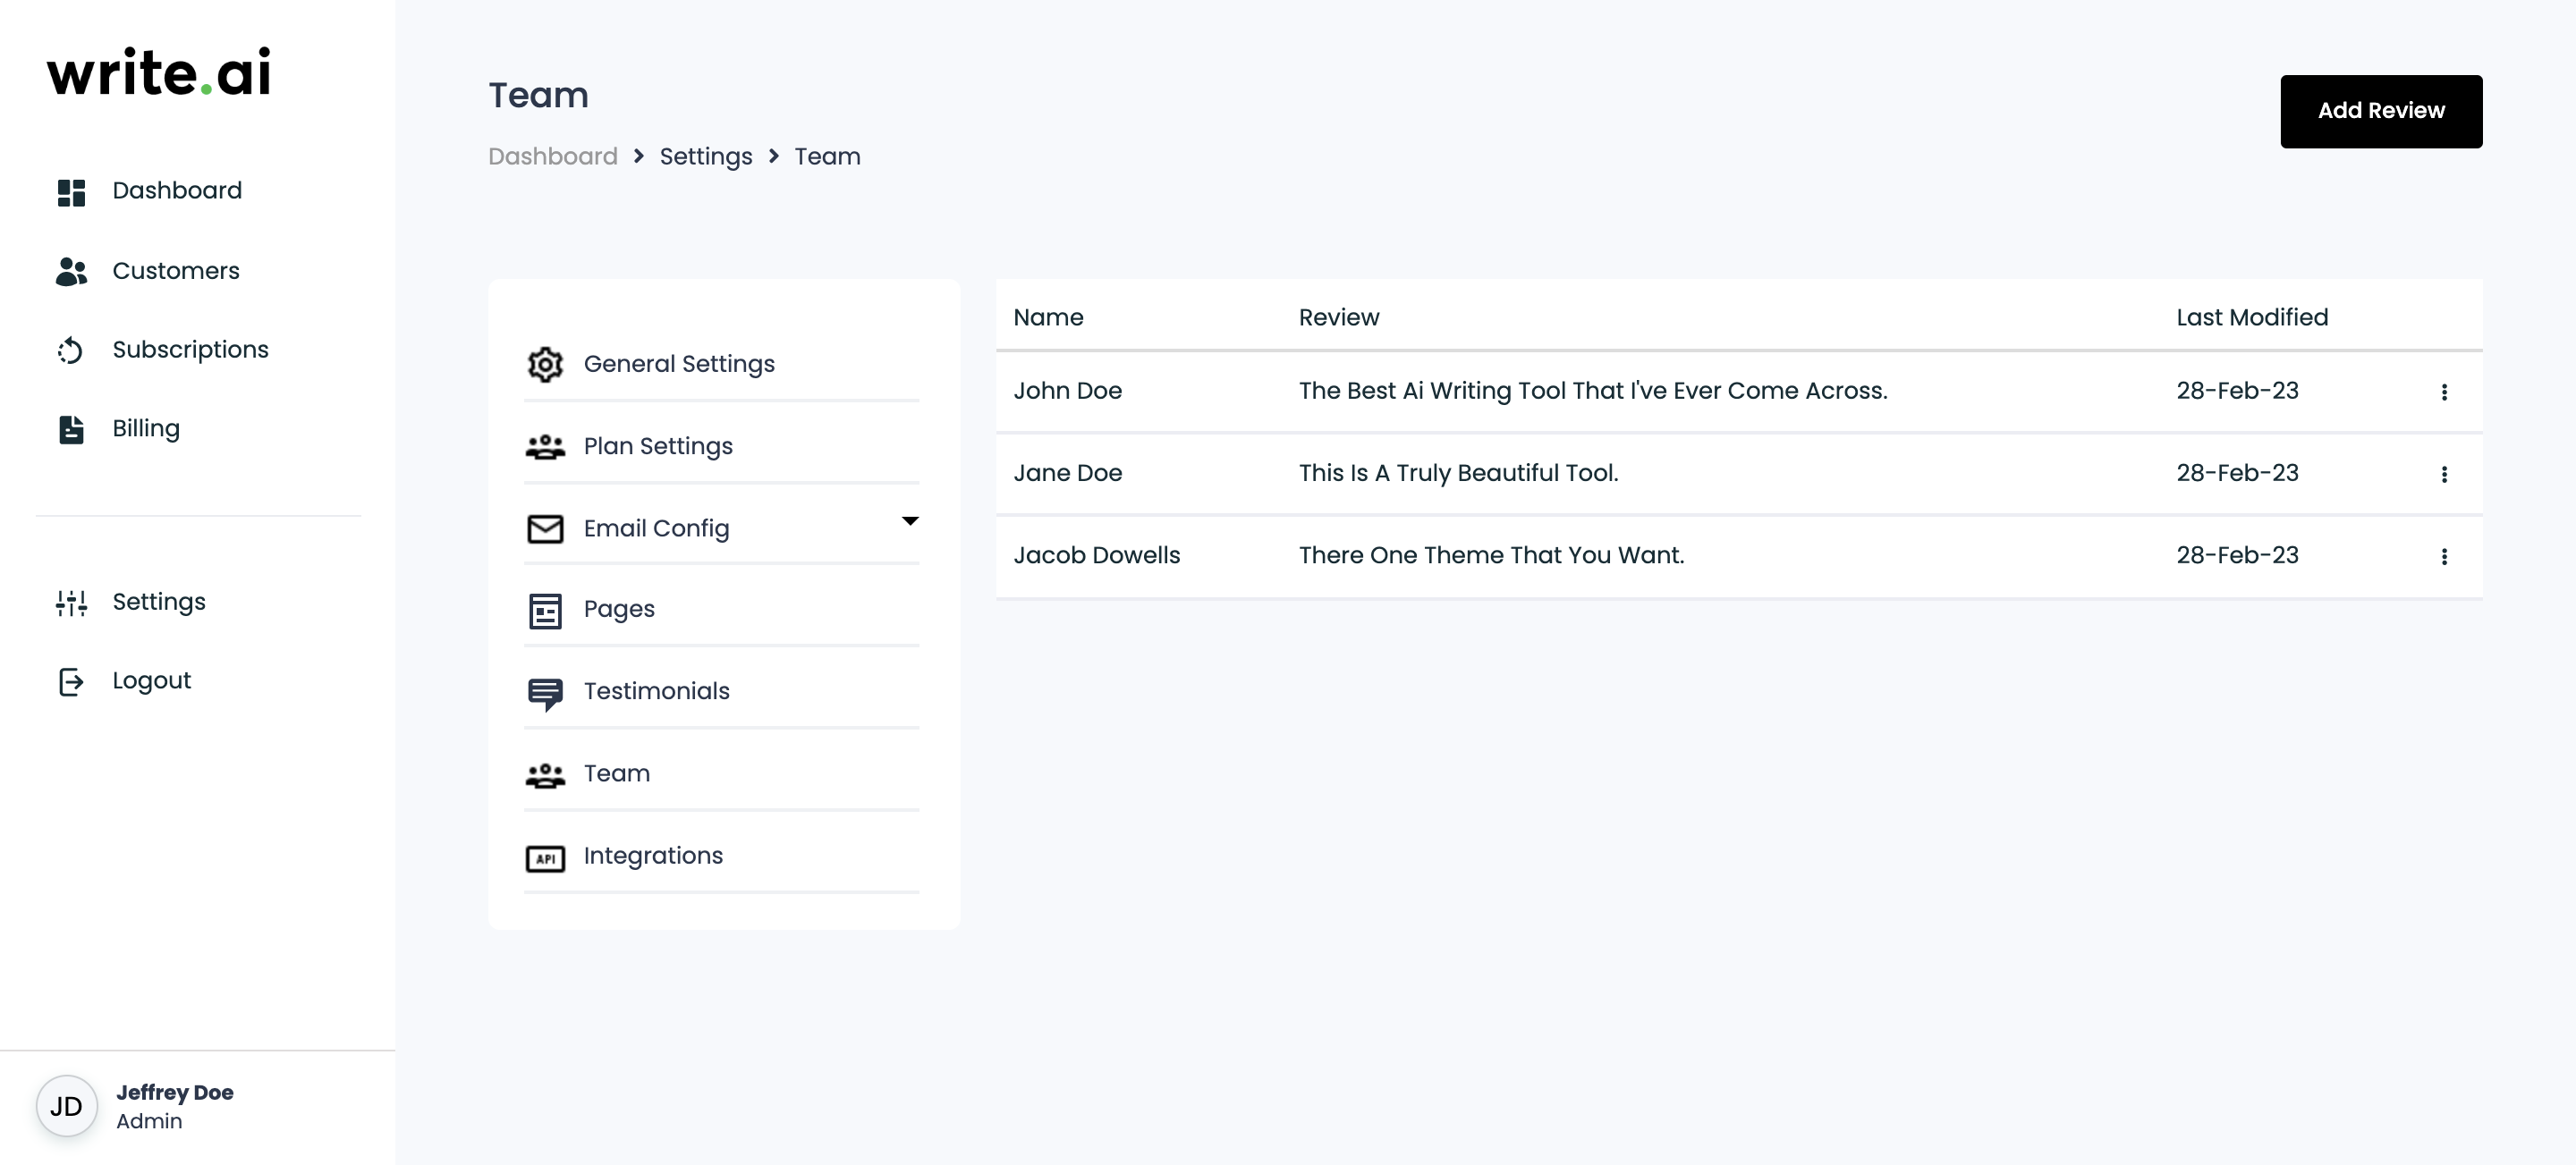 write.ai
Dashboard
Customers
Subscriptions
Billing
Settings
Logout
JD
Jeffrey Doe
Admin
Team
Dashboard > Settings > Team
Add Review
General Settings
Plan Settings
Email Config
Pages
Testimonials
Team
API Integrations
Name Review Last Modified
John Doe The Best Ai Writing Tool That I've Ever Come Across. 28-Feb-23
Jane Doe This Is A Truly Beautiful Tool. 28-Feb-23
Jacob Dowells There One Theme That You Want. 28-Feb-23